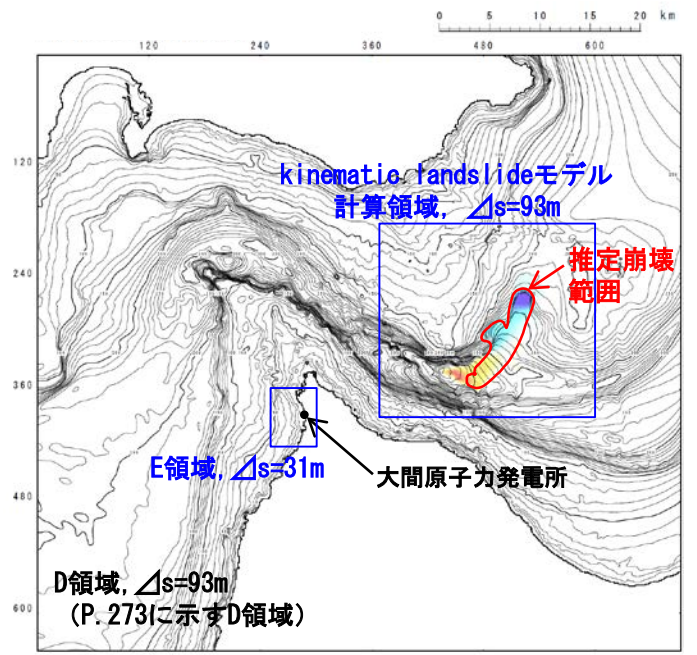 0 5 10 15 20 km
120 240 360 480 600
120
kinematic landslideモデル
計算領域, ⊿s=93m
240
推定崩壊
範囲
360
E領域,⊿s=31m
大間原子力発電所
480
D領域,⊿s=93m
(P.273に示すD領域)
600